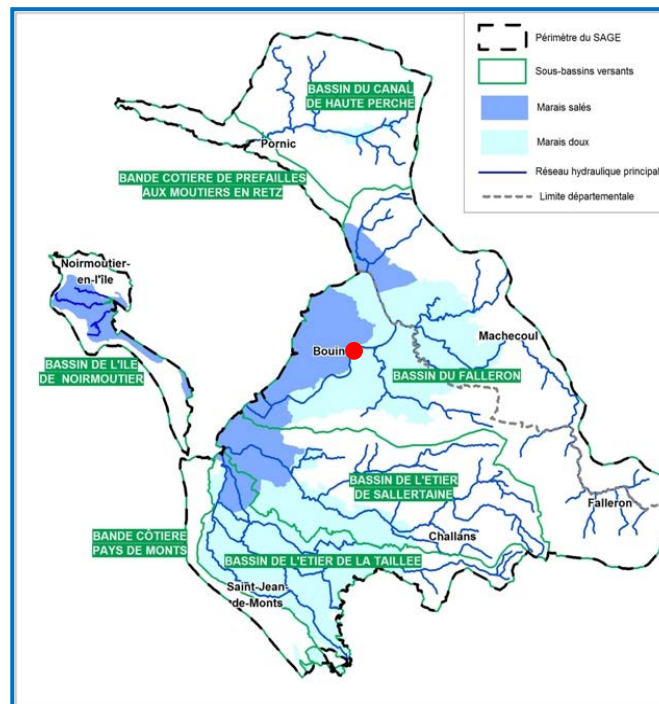 Périmètre du SAGE
Sous-bassins versants
Marais salés
Marais doux
Réseau hydraulique principal
Limite départementale
BASSIN DU CANAL
DE HAUTE PERCHE
Pornic
BANDE COTIERE DE PREFAILLES
AUX MOUTIERS EN RETZ
Noirmoutier-
en-l'île
BASSIN DE L'ILE
DE NOIRMOUTIER
Machecoul
Bouin
BASSIN DU FALLERON
BASSIN DE L'ETIER
DE SALLERTAINE
Falleron
BANDE CÔTIERE
PAYS DE MONTS
Challans
BASSIN DE L'ETIER DE LA TAILLEE
Saint-Jean-
de-Monts